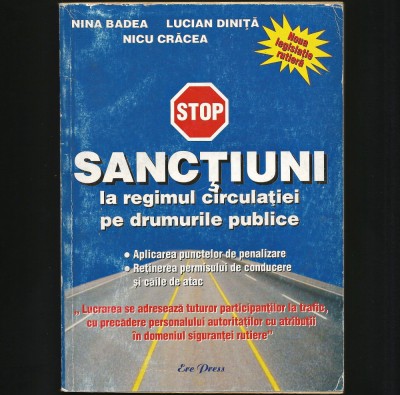 NINA BADEA LUCIAN DINIȚĂ
NICU CRĂCEA
Noua
legislație
rutieră
STOP
SANCȚIUNI
la regimul circulației
pe drumurile publice
• Aplicarea punctelor de penalizare
• Reținerea permisului de conducere
și căile de atac
„Lucrarea se adresează tuturor participanților la trafic,
cu precădere personalului autorităților cu atribuții
în domeniul siguranței rutiere”
Eve Press